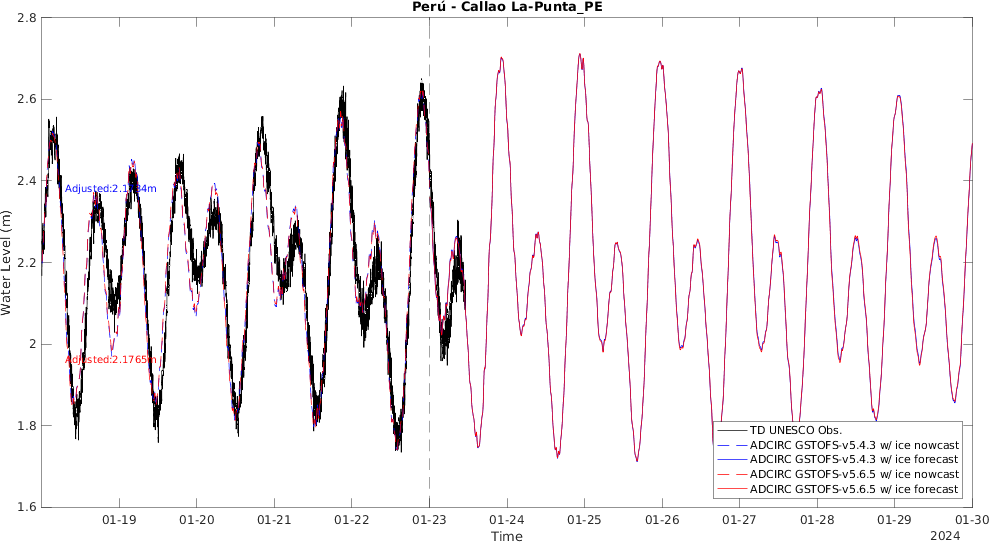 Perú - Callao La-Punta_PE
2.8
2.6
2.4
2.2
2
1.8
1.6
Water Level (m)
Adjusted:2.1784m
Adjusted:2.1765m
TD UNESCO Obs.
ADCIRC GSTOFS-v5.4.3 w/ ice nowcast
ADCIRC GSTOFS-v5.4.3 w/ ice forecast
ADCIRC GSTOFS-v5.6.5 w/ ice nowcast
ADCIRC GSTOFS-v5.6.5 w/ ice forecast
01-19 01-20 01-21 01-22 01-23 01-24 01-25 01-26 01-27 01-28 01-29 01-30
Time
2024